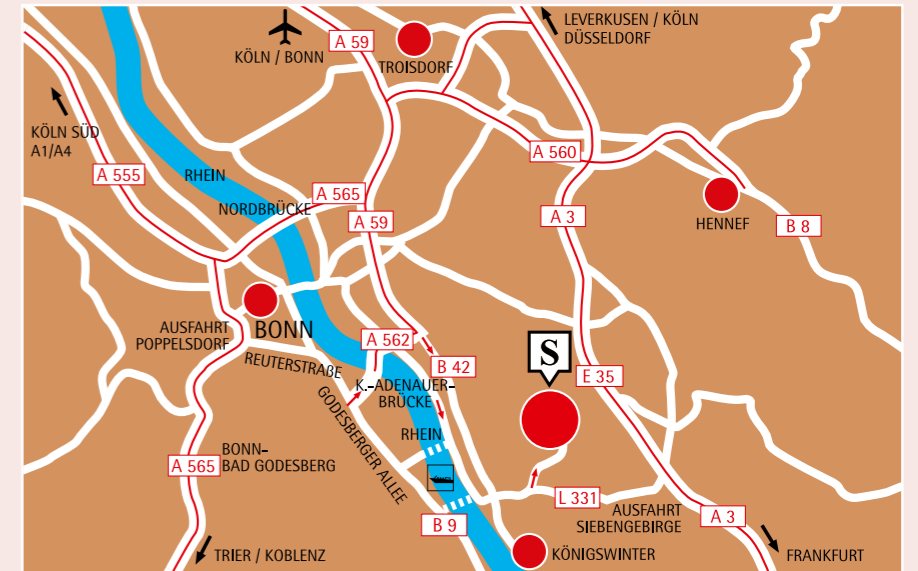 LEVERKUSEN / KÖLN
DÜSSELDORF
A 59
KÖLN / BONN
TROISDORF
KÖLN SÜD
A1/A4
A 555
RHEIN
A 565
NORDBRÜCKE
A 59
A 560
A 3
HENNEF
B 8
BONN
AUSFAHRT
POPPELSDORF
REUTERSTRASSE
A 562
B 42
K.-ADENAUER-
BRÜCKE
S
E 35
GODESBERGER ALLEE
RHEIN
BONN-
BAD GODESBERG
A 565
L 331
B 9
AUSFAHRT
SIEBENGEBIRGE
A 3
TRIER / KOBLENZ
KÖNIGSWINTER
FRANKFURT